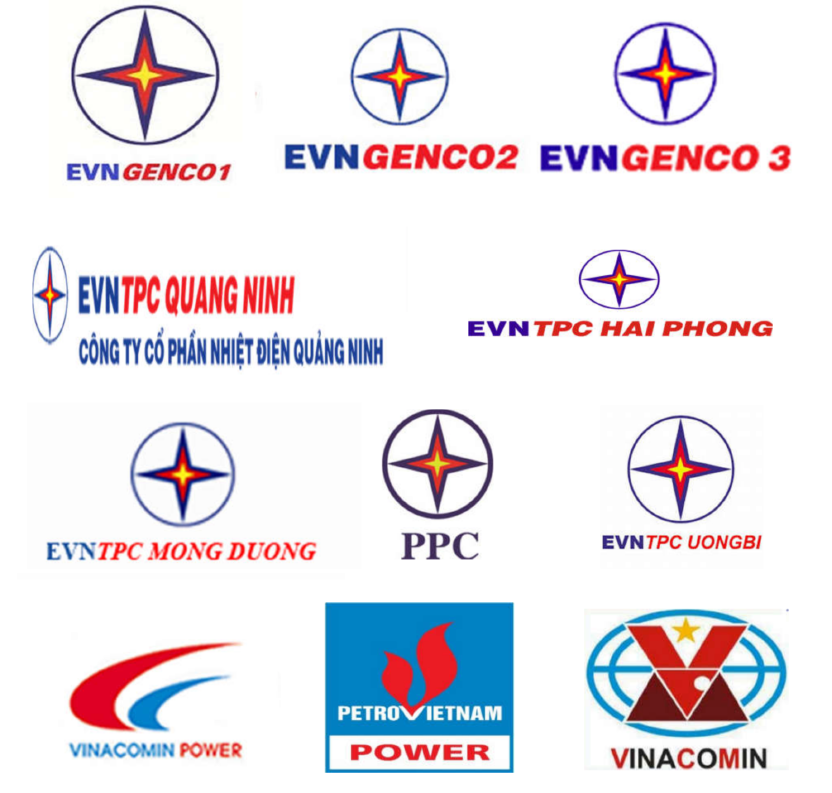 EVNGENCO1
EVNGENCO2
EVNGENCO 3
EVNTPC QUANG NINH
CÔNG TY CỔ PHẦN NHIỆT ĐIỆN QUẢNG NINH
EVNTPC HAI PHONG
EVNTPC MONG DUONG
PPC
EVNTPC UONGBI
VINACOMIN POWER
PETROVIETNAM
POWER
VINACOMIN